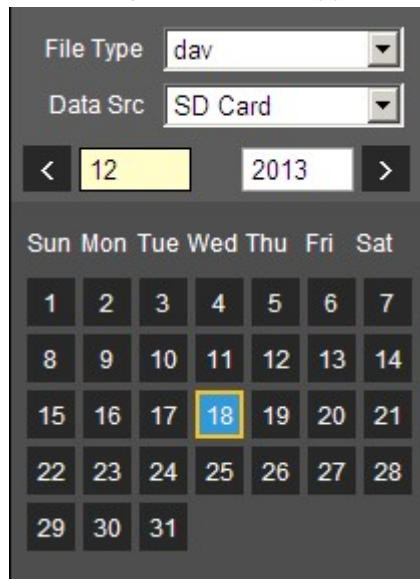 File Type dav
Data Src SD Card
< 12 2013 >
Sun Mon Tue Wed Thu Fri Sat
1 2 3 4 5 6 7
8 9 10 11 12 13 14
15 16 17 18 19 20 21
22 23 24 25 26 27 28
29 30 31